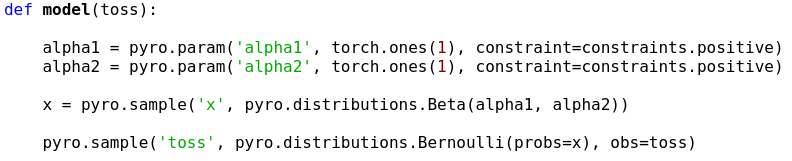 def model(toss):
    alpha1 = pyro.param('alpha1', torch.ones(1), constraint=constraints.positive)
    alpha2 = pyro.param('alpha2', torch.ones(1), constraint=constraints.positive)
    x = pyro.sample('x', pyro.distributions.Beta(alpha1, alpha2))
    pyro.sample('toss', pyro.distributions.Bernoulli(probs=x), obs=toss)